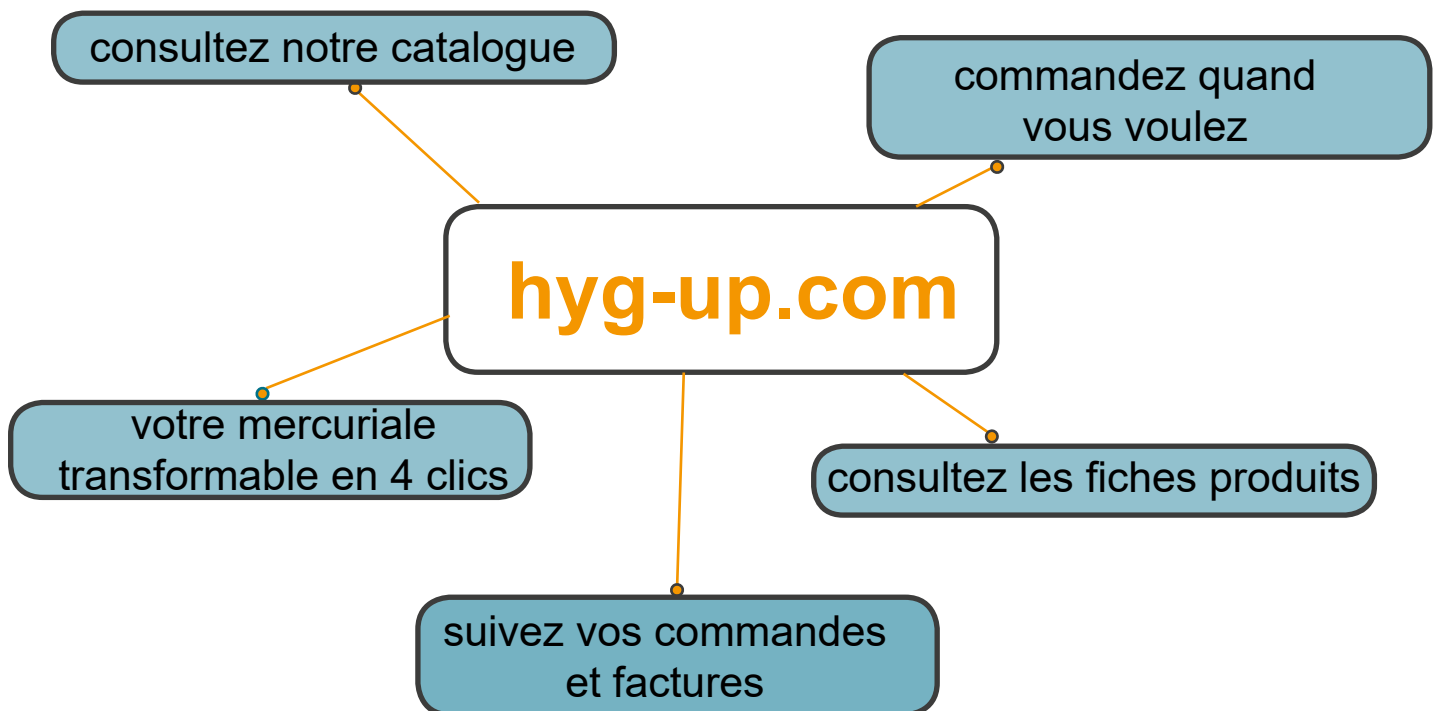 consultez notre catalogue
commandez quand
vous voulez
hyg-up.com
votre mercuriale
transformable en 4 clics
consultez les fiches produits
suivez vos commandes
et factures